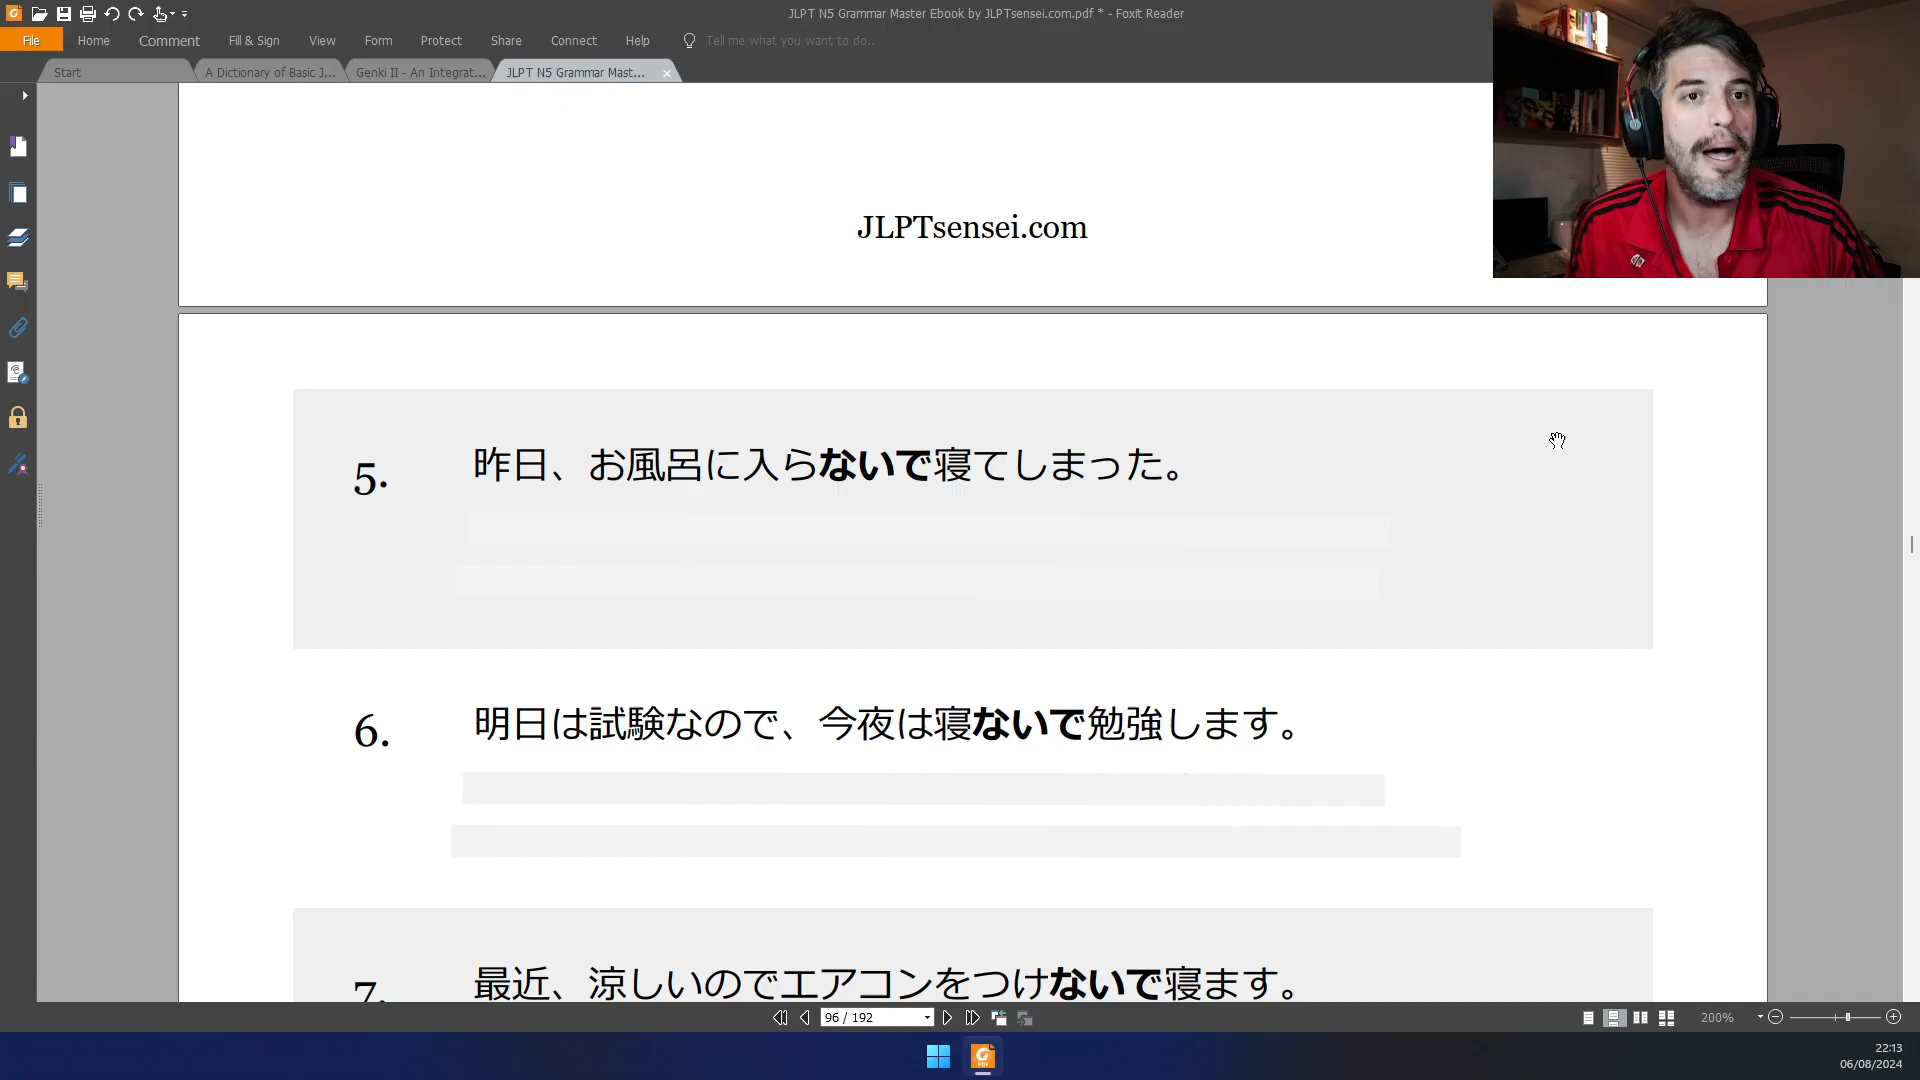 JLPT N5 Grammar Master Ebook by JLPTsensei.com.pdf * - Foxit Reader
File Home Comment Fill & Sign View Form Protect Share Connect Help Tell me what you want to do..
Start A Dictionary of Basic J... Genki II - An Integrat... JLPT N5 Grammar Mast...
JLPTsensei.com
5. 昨日、お風呂に入らないで寝てしまった。
6. 明日は試験なので、今夜は寝ないで勉強します。
7. 最近、涼しいのでエアコンをつけないで寝ます。
96 / 192
200%
22:13
06/08/2024